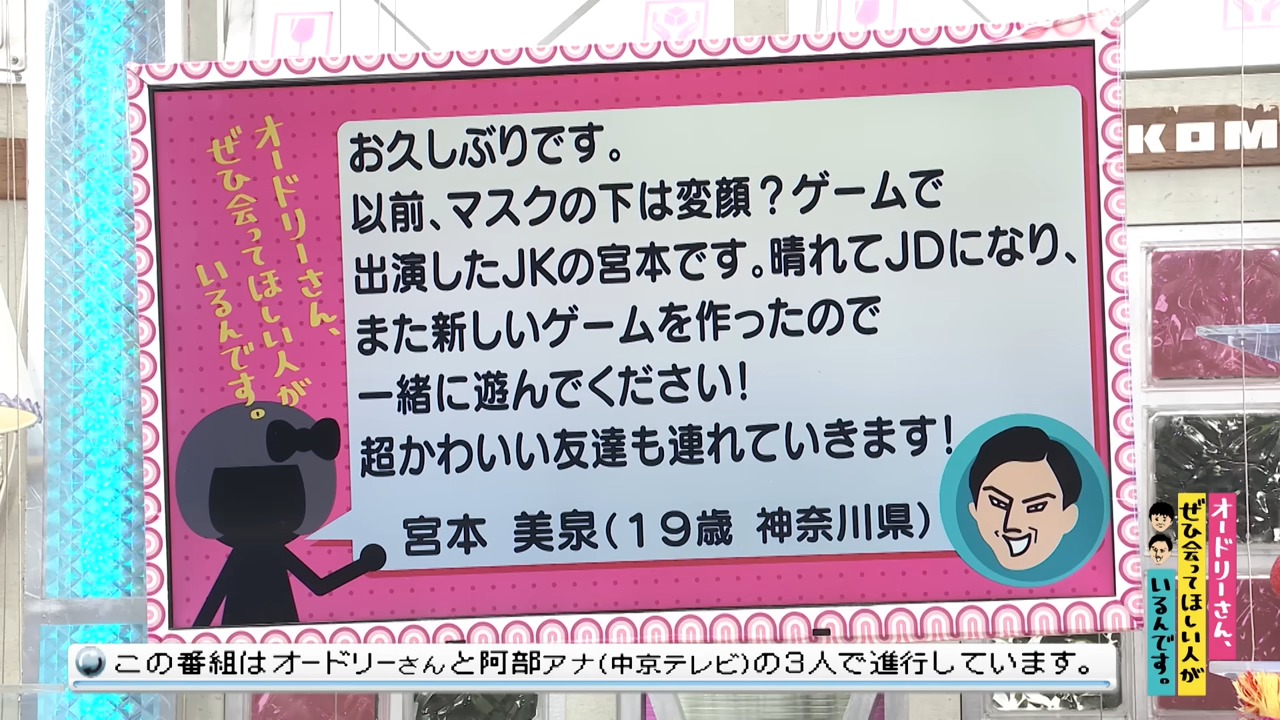 オードリーさん、
ぜひ会ってほしい人が
いるんです。
お久しぶりです。
以前、マスクの下は変顔？ゲームで
出演したJKの宮本です。晴れてJDになり、
また新しいゲームを作ったので
一緒に遊んでください！
超かわいい友達も連れていきます！
宮本 美泉(19歳 神奈川県)
KOM
オードリーさん、
ぜひ会ってほしい人が
いるんです。
この番組はオードリーさんと阿部アナ(中京テレビ)の3人で進行しています。